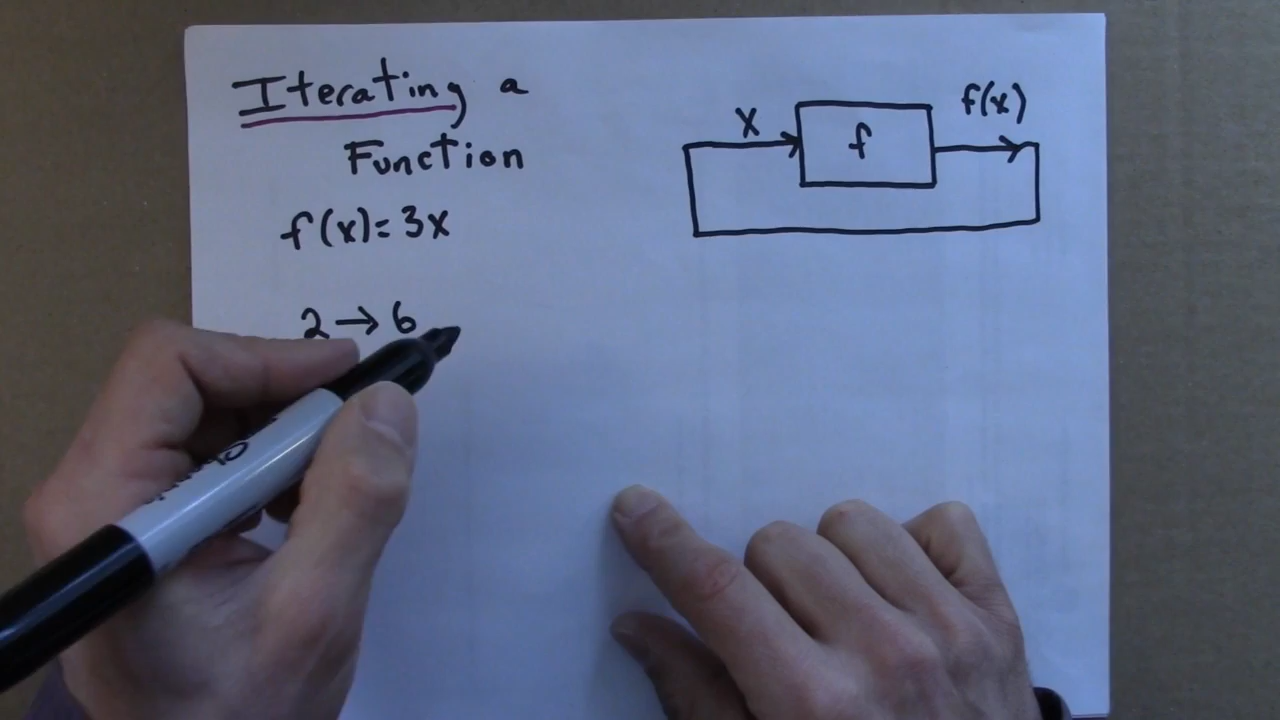 Iterating a
Function
f(x)=3x
2→6
x
f
f(x)